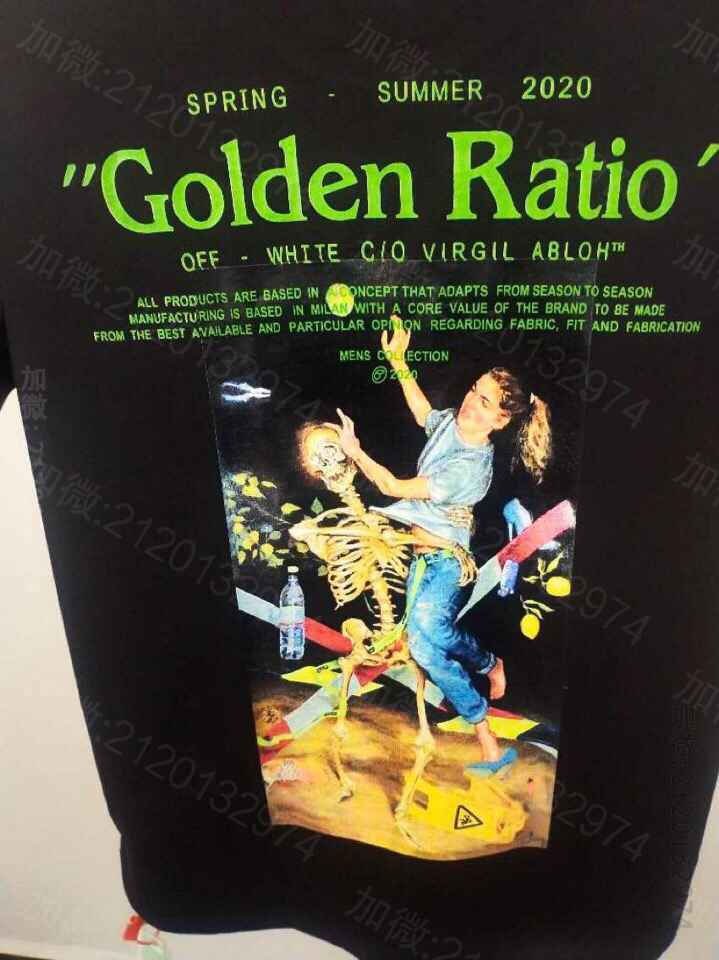 SPRING - SUMMER 2020
"Golden Ratio"
OFF - WHITE C/O VIRGIL ABLOH™
ALL PRODUCTS ARE BASED IN A CONCEPT THAT ADAPTS FROM SEASON TO SEASON
MANUFACTURING IS BASED IN MILAN WITH A CORE VALUE OF THE BRAND TO BE MADE
FROM THE BEST AVAILABLE AND PARTICULAR OPINION REGARDING FABRIC, FIT AND FABRICATION
MENS COLLECTION
2020
加微:2120132974